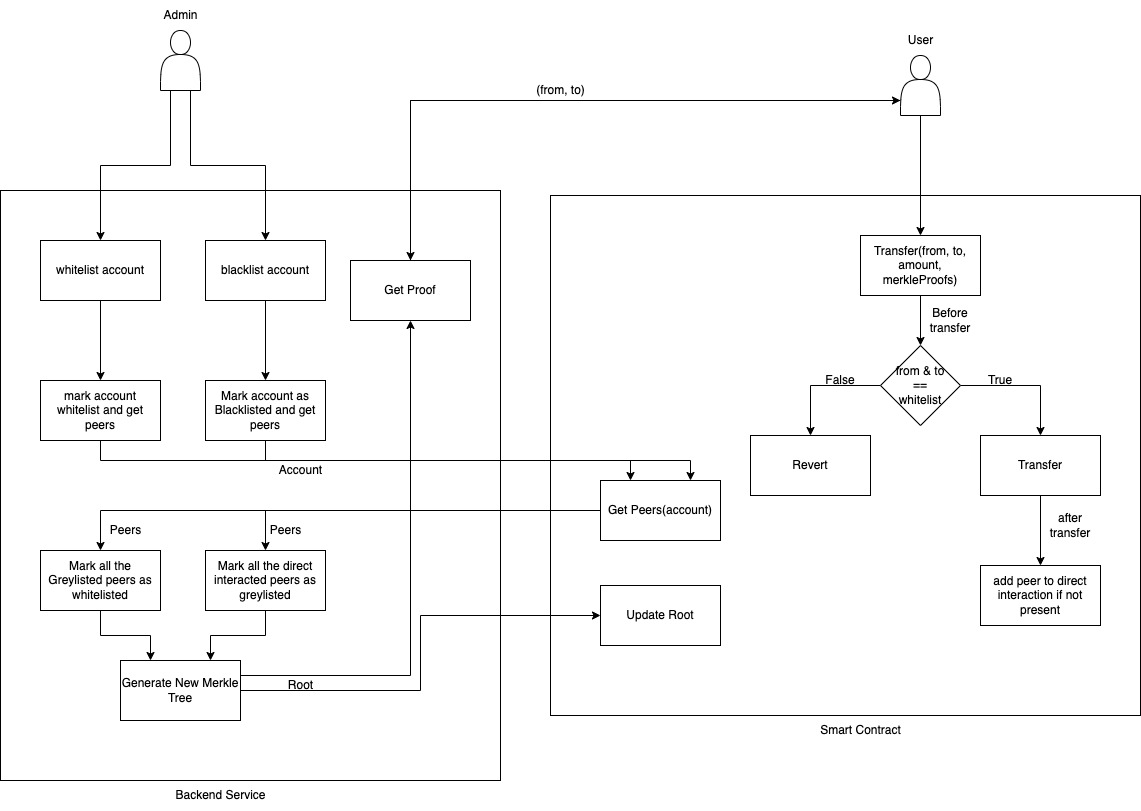 Admin
User
(from, to)
whitelist account
blacklist account
Get Proof
Transfer(from, to,
amount,
merkleProofs)
Before
transfer
from & to
==
whitelist
False
True
mark account
whitelist and get
peers
Mark account as
Blacklisted and get
peers
Revert
Transfer
Account
Get Peers(account)
after
transfer
Peers
Peers
Mark all the
Greylisted peers as
whitelisted
Mark all the direct
interacted peers as
greylisted
add peer to direct
interaction if not
present
Update Root
Generate New Merkle
Tree
Root
Smart Contract
Backend Service